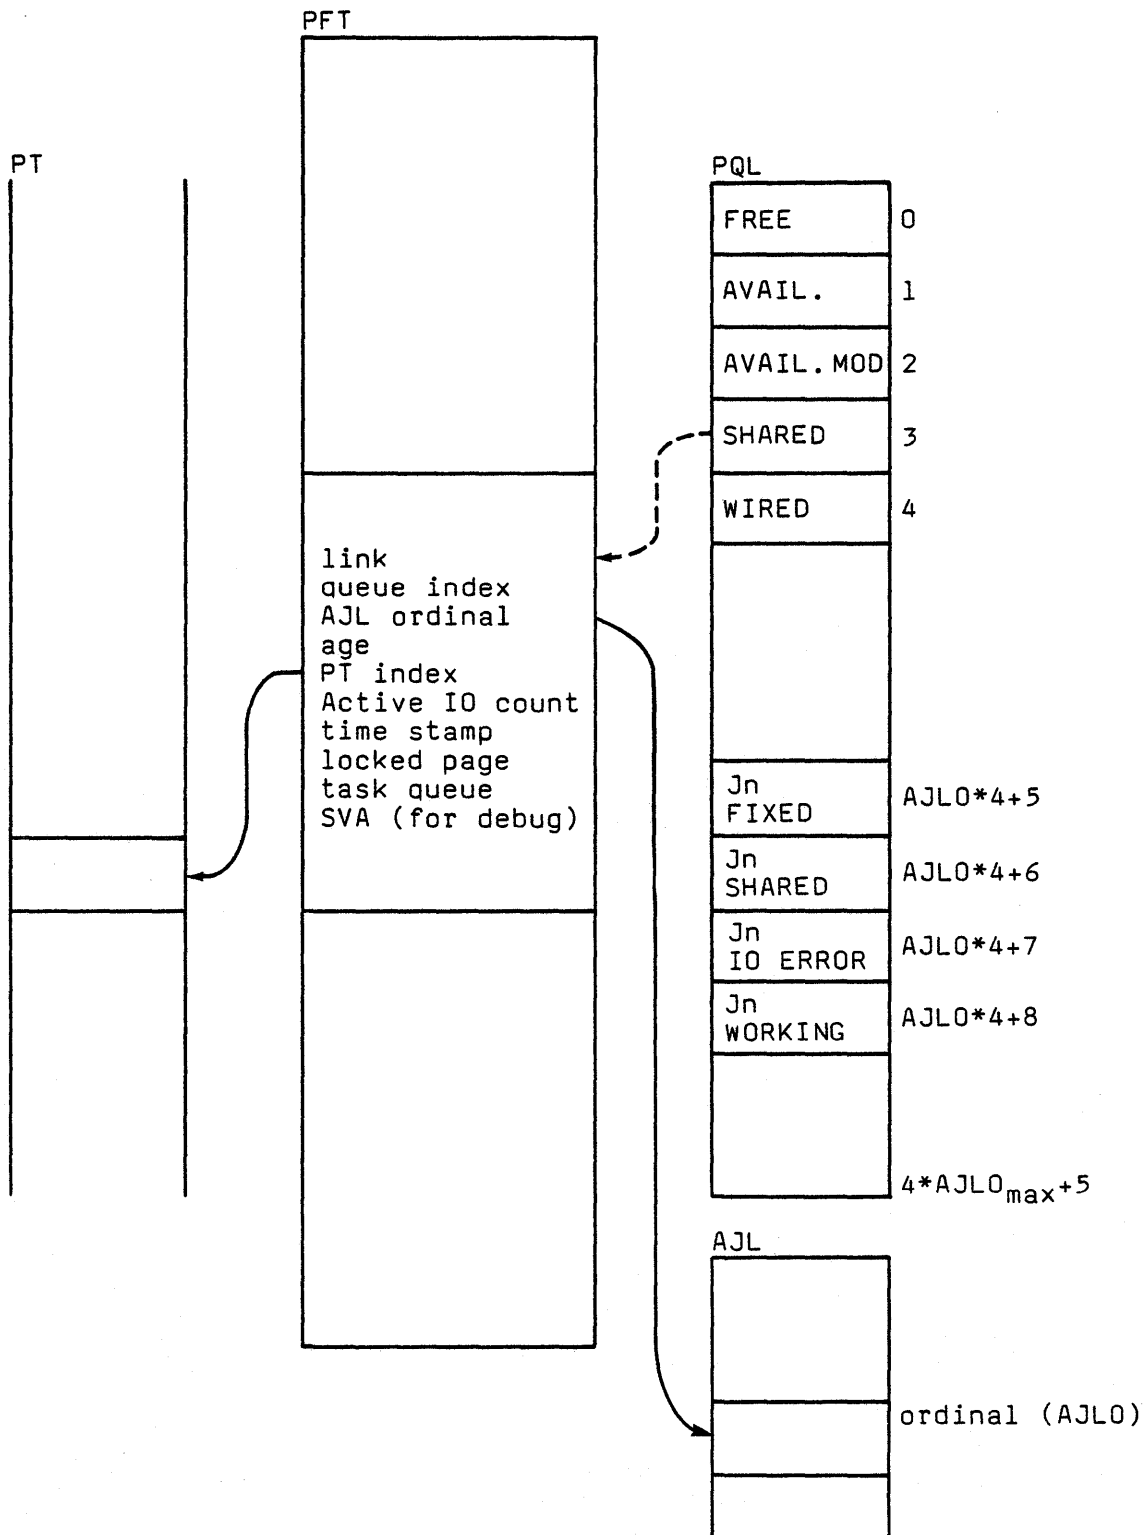 PFT
PT
PQL
FREE 0
AVAIL. 1
AVAIL.MOD 2
SHARED 3
WIRED 4
link
queue index
AJL ordinal
age
PT index
Active IO count
time stamp
locked page
task queue
SVA (for debug)
Jn
FIXED
AJLO*4+5
Jn
SHARED
AJLO*4+6
Jn
IO ERROR
AJLO*4+7
Jn
WORKING
AJLO*4+8
4*AJLOmax+5
AJL
ordinal (AJLO)